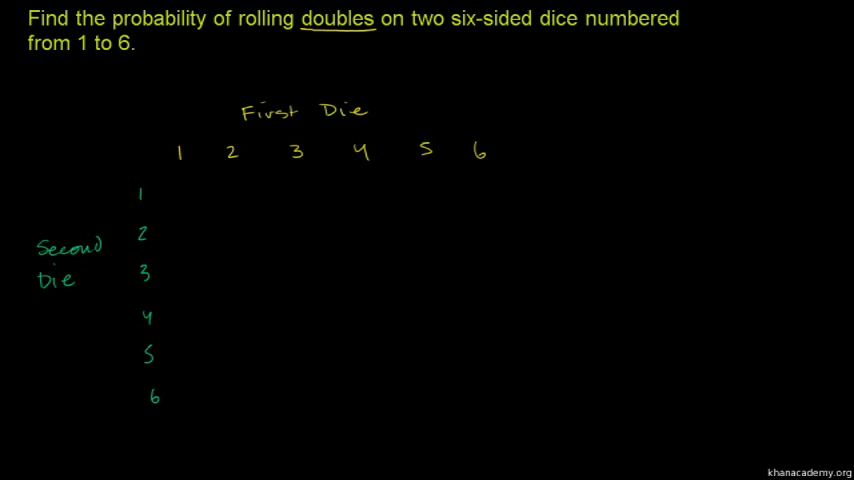 Find the probability of rolling doubles on two six-sided dice numbered
from 1 to 6.
First Die
1 2 3 4 5 6
1
2
Second
Die 3
4
5
6
khanacademy.org